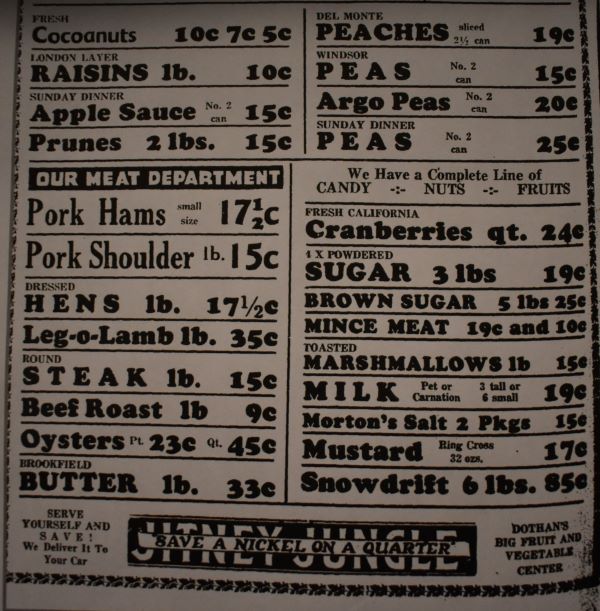 FRESH
Cocoanuts 10c 7c 5c
LONDON LAYER
RAISINS lb. 10c
SUNDAY DINNER
Apple Sauce No. 2 can 15c
Prunes 2 lbs. 15c
DEL MONTE
PEACHES sliced 2½ can 19c
WINDSOR
PEAS No. 2 can 15c
Argo Peas No. 2 can 20c
SUNDAY DINNER
PEAS No. 2 can 25c
OUR MEAT DEPARTMENT
Pork Hams small size 17½c
Pork Shoulder lb. 15c
DRESSED
HENS lb. 17½c
Leg-o-Lamb lb. 35c
ROUND
STEAK lb. 15c
Beef Roast lb 9c
Oysters Pt. 23c Qt. 45c
BROOKFIELD
BUTTER lb. 33c
We Have a Complete Line of
CANDY -:- NUTS -:- FRUITS
FRESH CALIFORNIA
Cranberries qt. 24c
4 X POWDERED
SUGAR 3 lbs 19c
BROWN SUGAR 5 lbs 25c
MINCE MEAT 19c and 10c
TOASTED
MARSHMALLOWS lb 15c
MILK Pet or Carnation 3 tall or 6 small 19c
Morton's Salt 2 Pkgs 15c
Mustard Ring Cross 32 ozs. 17c
Snowdrift 6 lbs. 85c
SERVE
YOURSELF AND
SAVE!
We Deliver It To
Your Car
JITNEY-JUNGLE
SAVE A NICKEL ON A QUARTER
DOTHAN'S
BIG FRUIT AND
VEGETABLE
CENTER